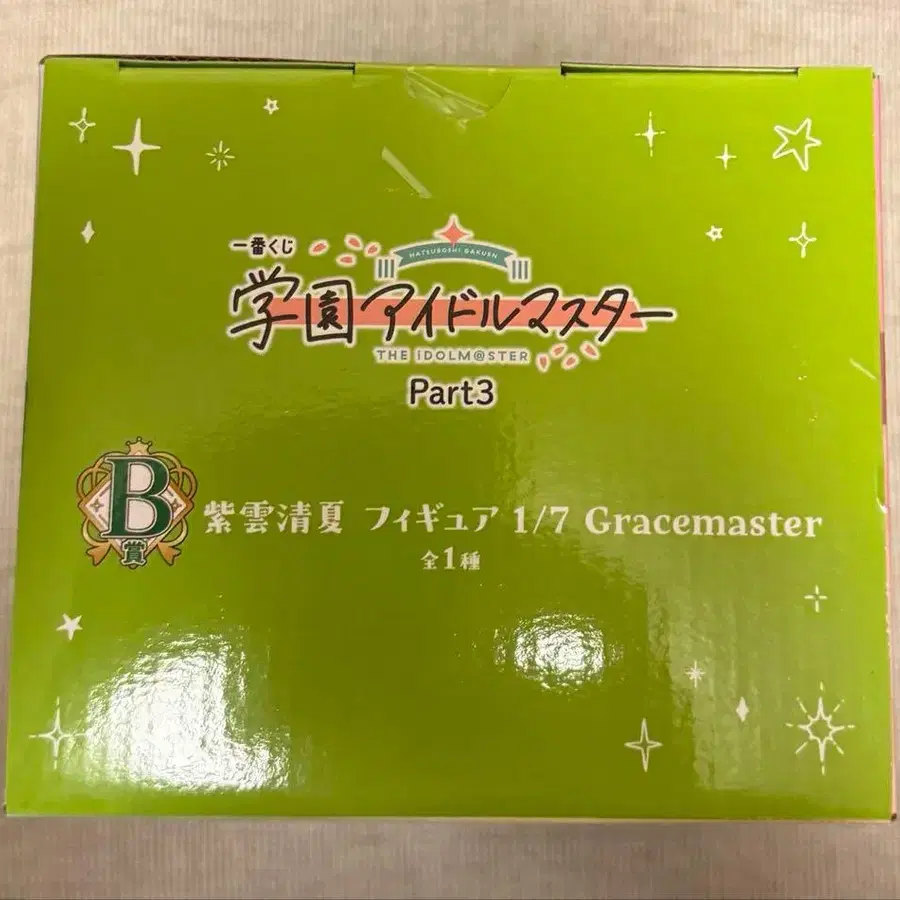 一番くじ
HATSUBOSHI GAKUEN
学園アイドルマスター
THE IDOLM@STER
Part3
B賞
紫雲清夏 フィギュア 1/7 Gracemaster
全1種